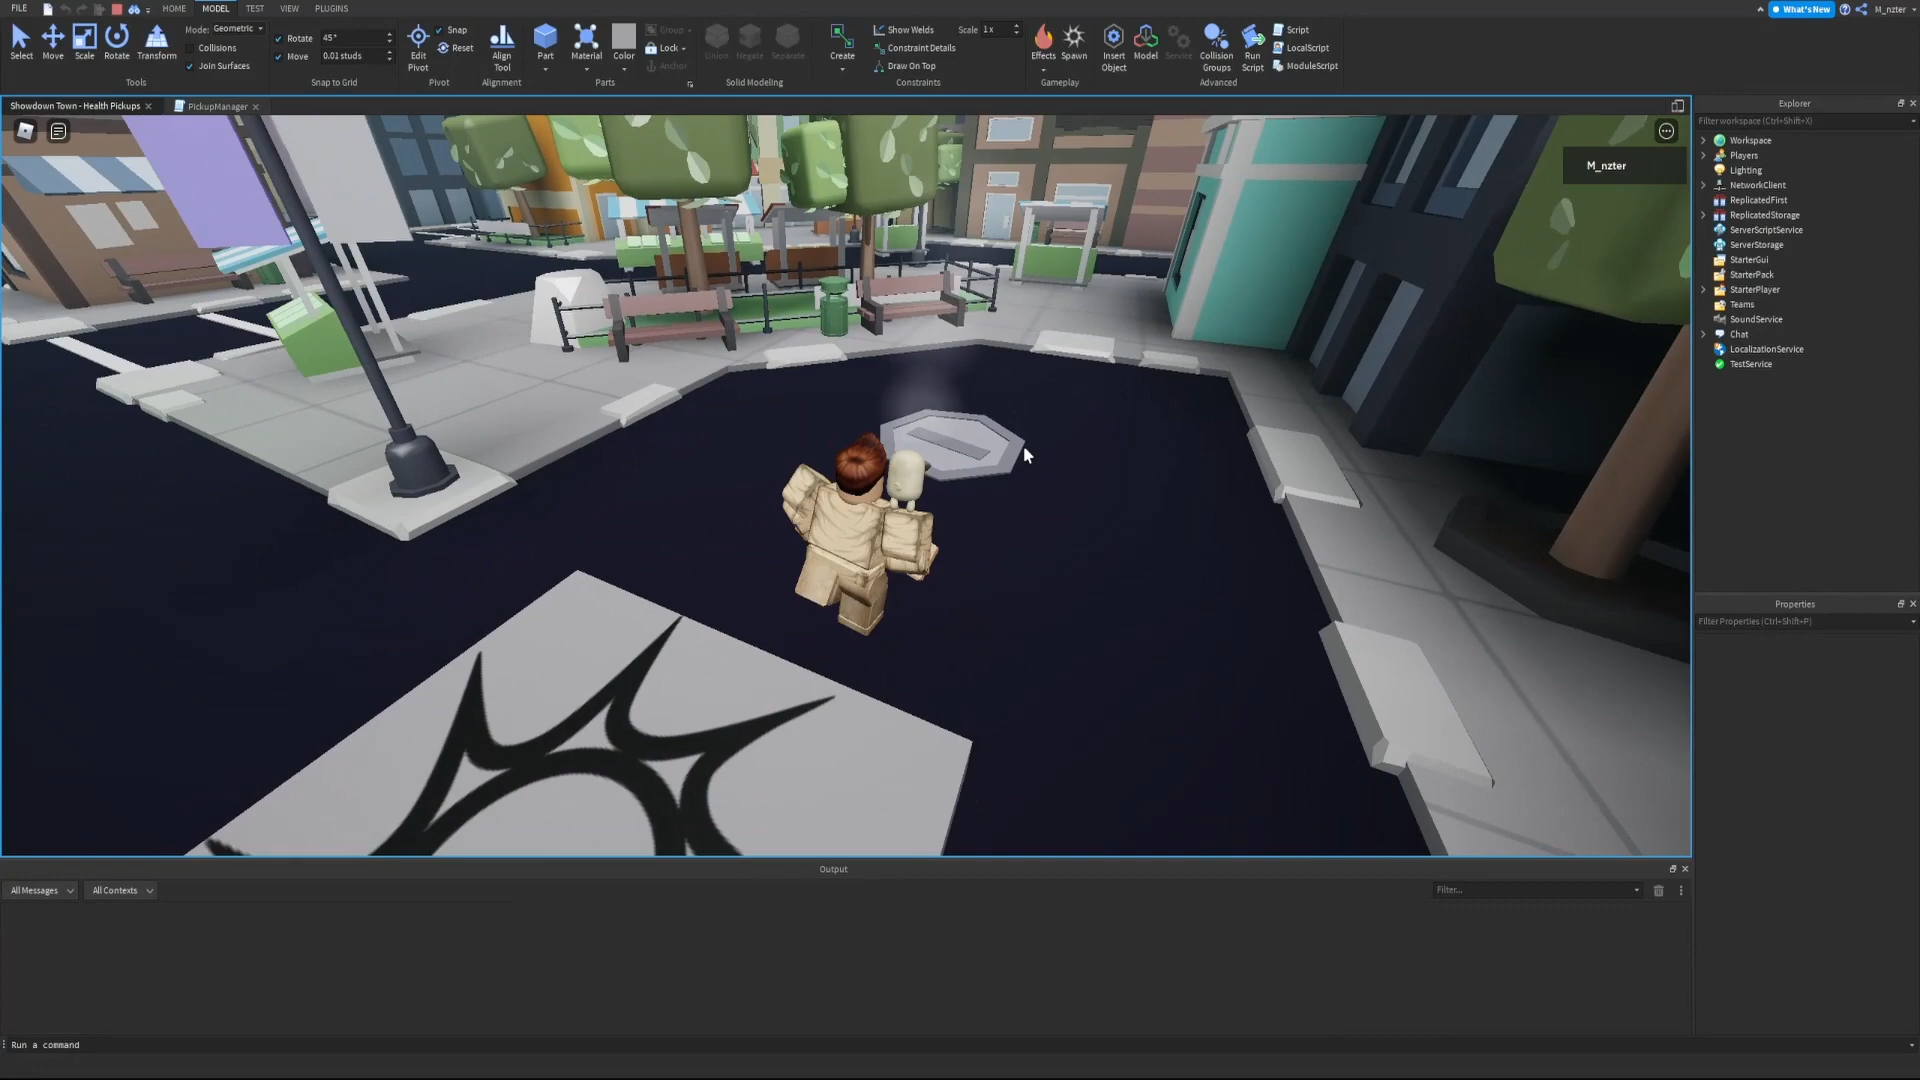 FILE HOME MODEL TEST VIEW PLUGINS What's New M_nzter
Select Move Scale Rotate Transform Mode: Geometric Collisions Join Surfaces Tools
Rotate 45° Move 0.01 studs Snap to Grid
Edit Pivot Snap Reset Pivot
Align Tool Alignment
Part Material Color Group Lock Anchor Parts
Union Negate Separate Solid Modeling
Create Show Welds Scale 1x Constraint Details Draw On Top Constraints
Effects Spawn Gameplay
Insert Object Model Service Collision Groups Run Script Script LocalScript ModuleScript Advanced
Showdown Town - Health Pickups PickupManager
M_nzter
Explorer
Filter workspace (Ctrl+Shift+X)
Workspace
Players
Lighting
NetworkClient
ReplicatedFirst
ReplicatedStorage
ServerScriptService
ServerStorage
StarterGui
StarterPack
StarterPlayer
Teams
SoundService
Chat
LocalizationService
TestService
Properties
Filter Properties (Ctrl+Shift+P)
Output
All Messages All Contexts Filter...
Run a command